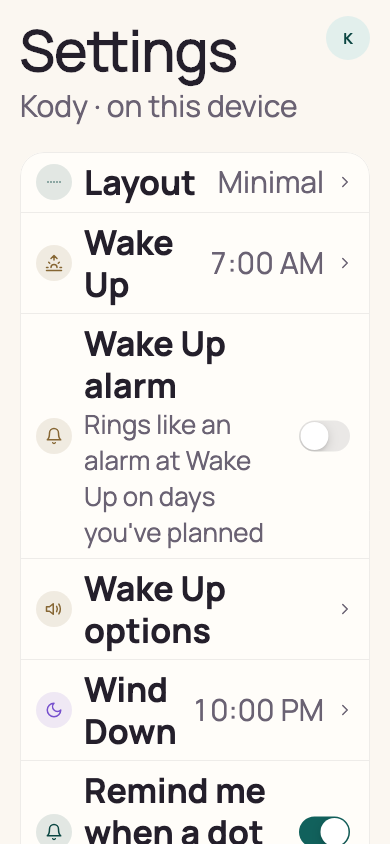 Settings
K
Kody · on this device
Layout
Minimal
Wake
Up
7:00 AM
Wake Up
alarm
Rings like an
alarm at Wake
Up on days
you've planned
Wake Up
options
Wind
Down
10:00 PM
Remind me
when a dot